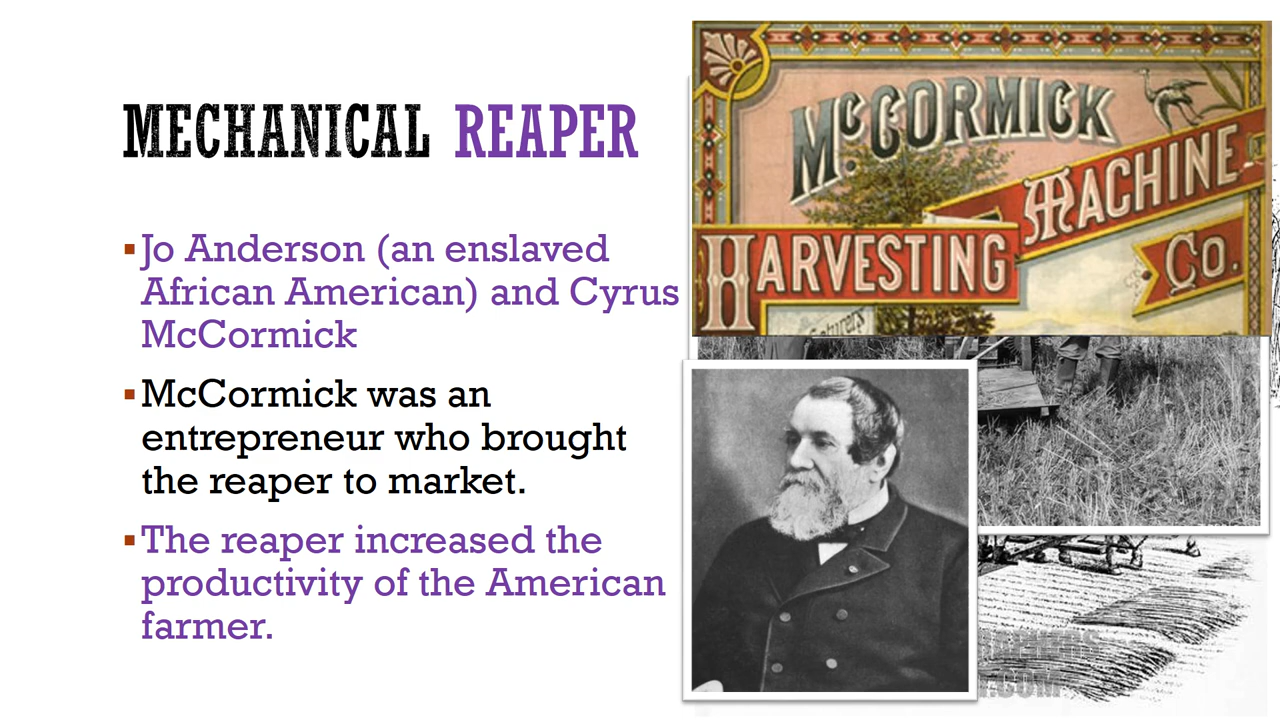 MECHANICAL REAPER
▪Jo Anderson (an enslaved
African American) and Cyrus
McCormick
▪McCormick was an
entrepreneur who brought
the reaper to market.
▪The reaper increased the
productivity of the American
farmer.
McCORMICK
HARVESTING MACHINE
Co.
.COM